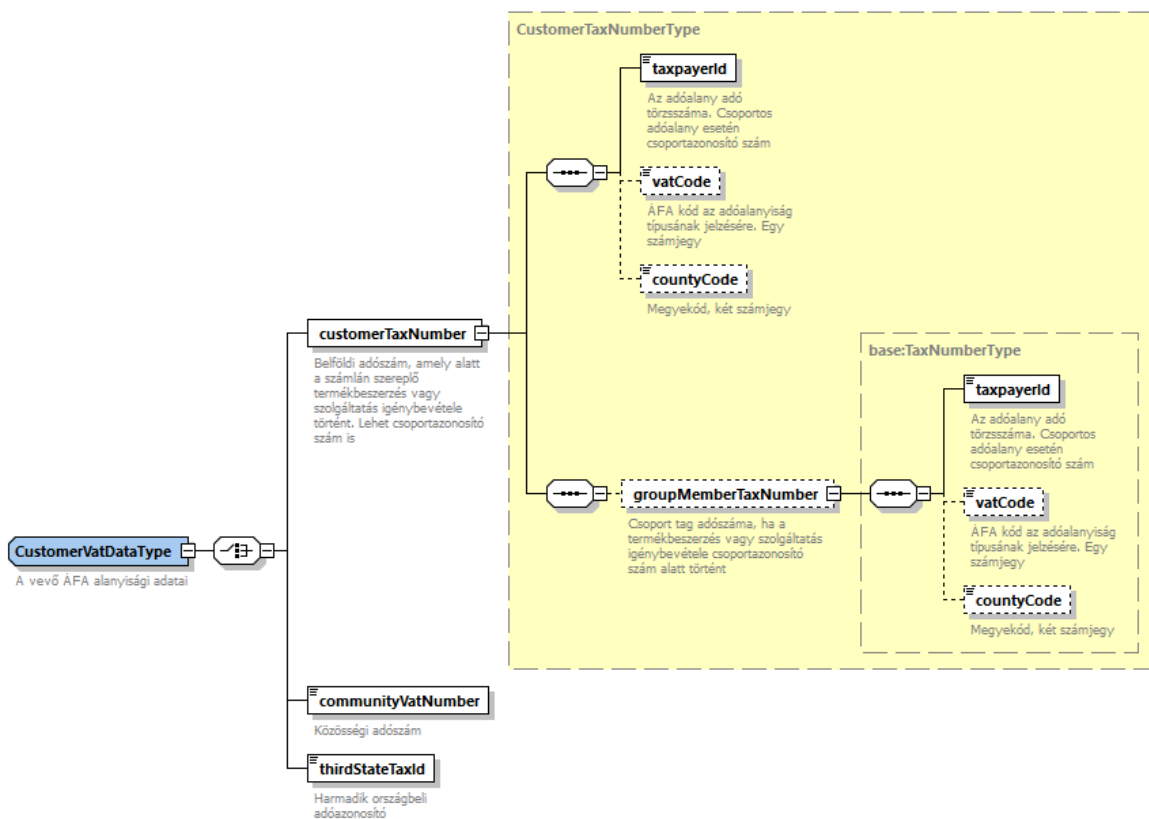 CustomerTaxNumberType
taxpayerId
Az adóalany adó
törzsszáma. Csoportos
adóalany esetén
csoportazonosító szám
vatCode
ÁFA kód az adóalanyiság
típusának jelzésére. Egy
számjegy
countyCode
Megyekód, két számjegy
customerTaxNumber
Belföldi adószám, amely alatt
a számlán szereplő
termékbeszerzés vagy
szolgáltatás igénybevétele
történt. Lehet csoportazonosító
szám is
base:TaxNumberType
taxpayerId
Az adóalany adó
törzsszáma. Csoportos
adóalany esetén
csoportazonosító szám
groupMemberTaxNumber
Csoport tag adószáma, ha a
termékbeszerzés vagy szolgáltatás
igénybevétele csoportazonosító
szám alatt történt
vatCode
ÁFA kód az adóalanyiság
típusának jelzésére. Egy
számjegy
countyCode
Megyekód, két számjegy
CustomerVatDataType
A vevő ÁFA alanyisági adatai
communityVatNumber
Közösségi adószám
thirdStateTaxId
Harmadik országbeli
adóazonosító